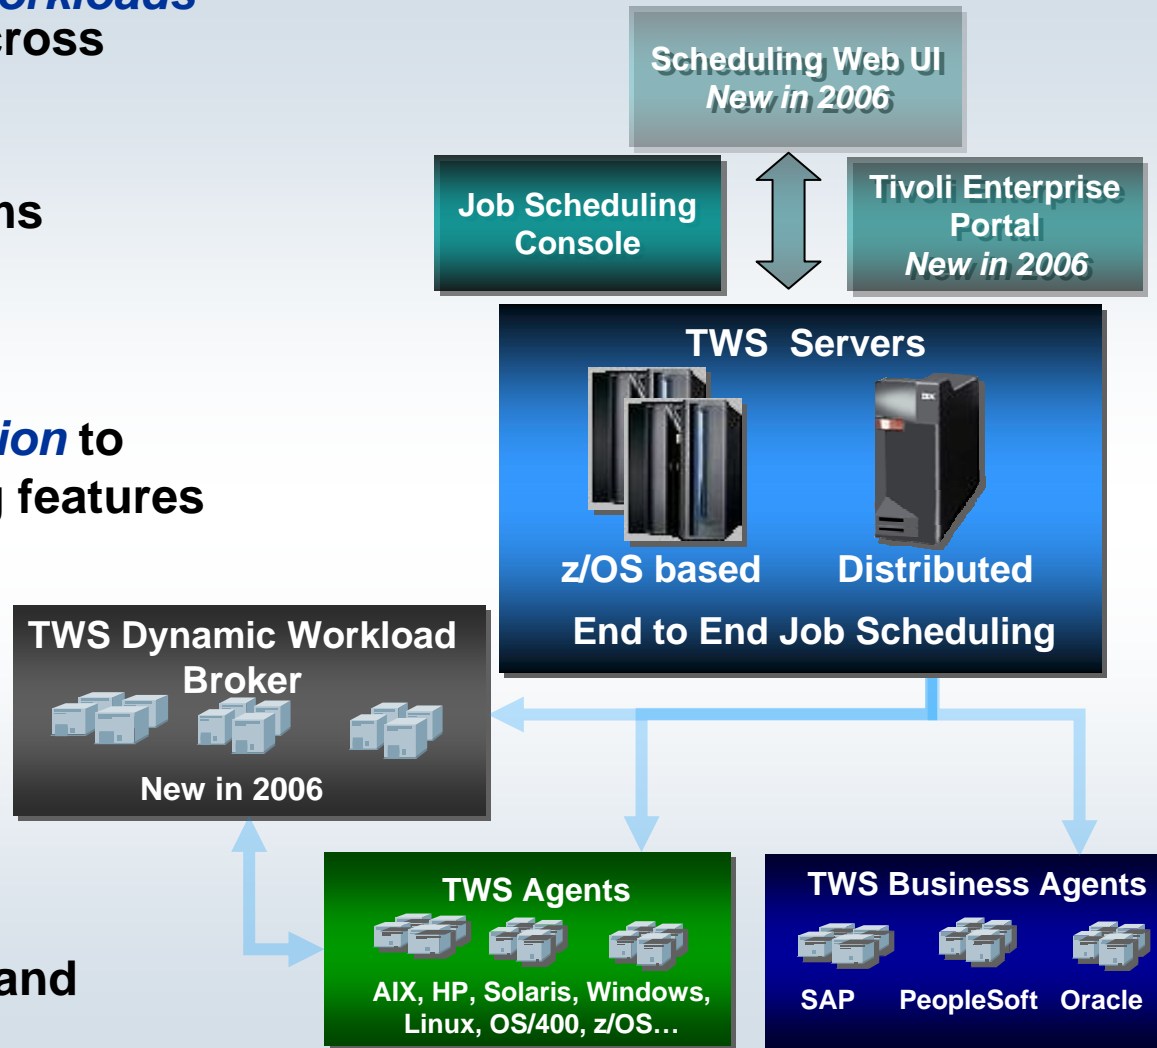 orkloads
cross
ns
ion to
g features
and
Scheduling Web UI
New in 2006
Job Scheduling
Console
Tivoli Enterprise
Portal
New in 2006
TWS Servers
z/OS based Distributed
End to End Job Scheduling
TWS Dynamic Workload
Broker
New in 2006
TWS Agents
AIX, HP, Solaris, Windows,
Linux, OS/400, z/OS…
TWS Business Agents
SAP PeopleSoft Oracle